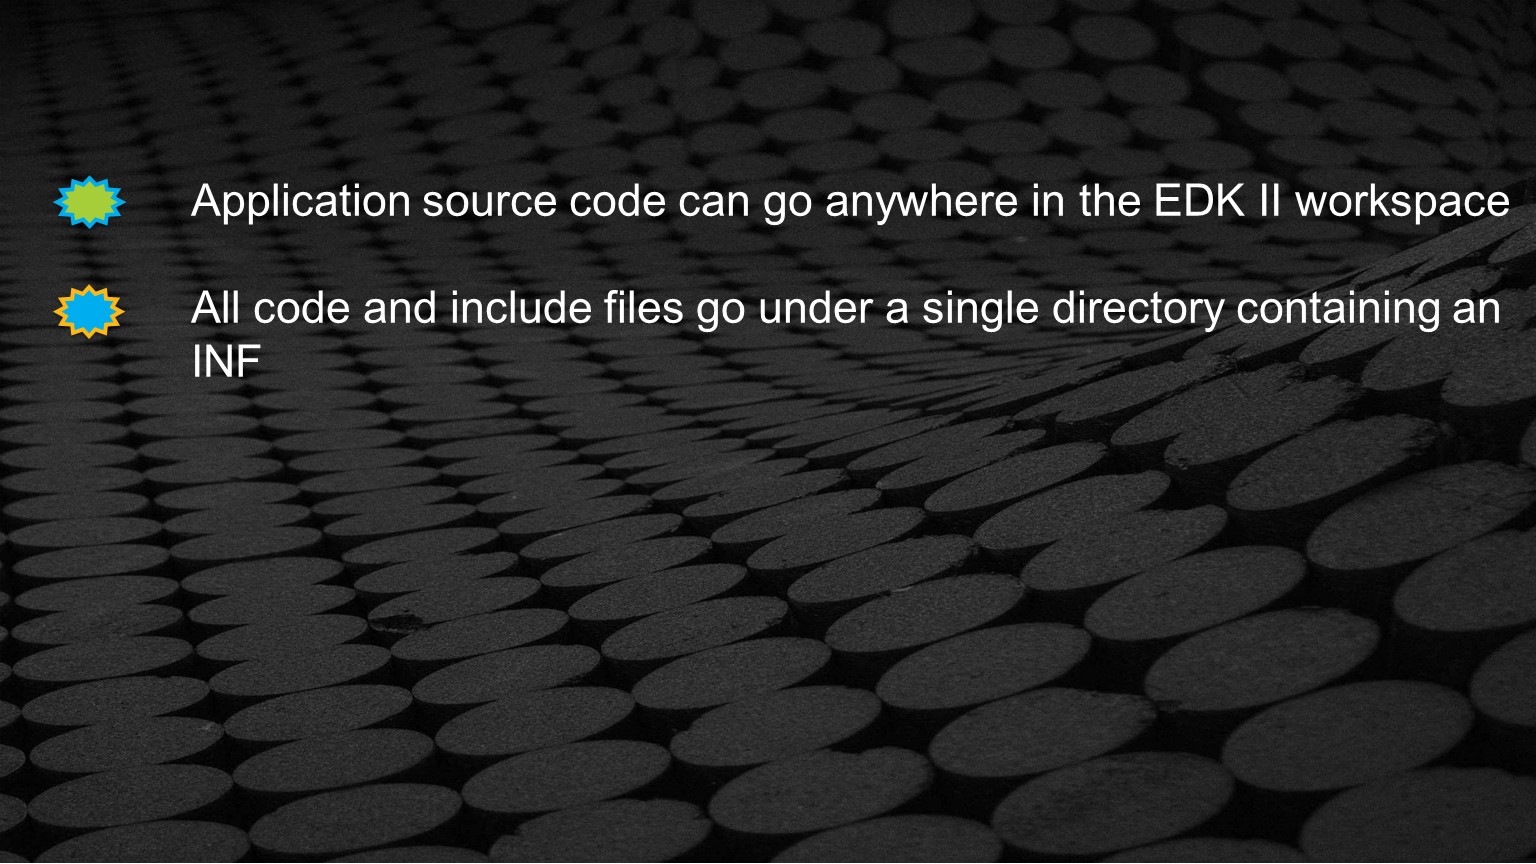 Application source code can go anywhere in the EDK II workspace
All code and include files go under a single directory containing an
INF